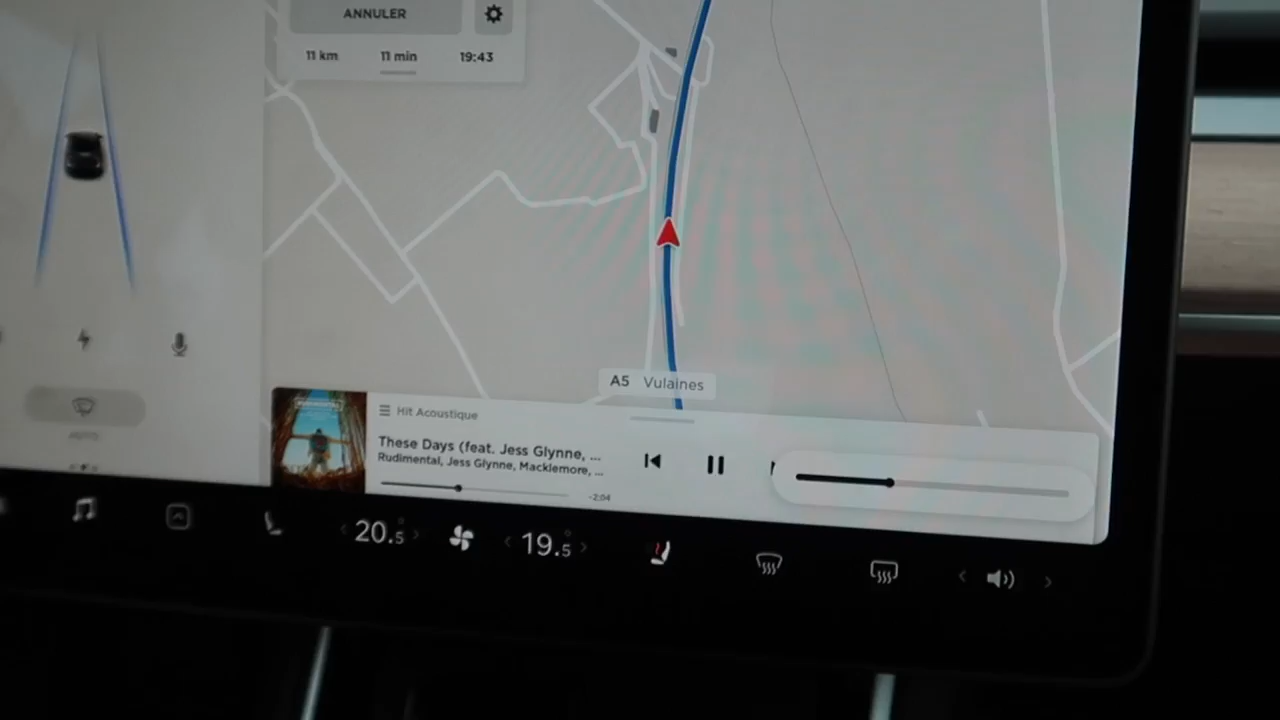 ANNULER
11 km 11 min 19:43
A5 Vulaines
Hit Acoustique
These Days (feat. Jess Glynne, ...
Rudimental, Jess Glynne, Macklemore, ...
-2:04
20.5
19.5